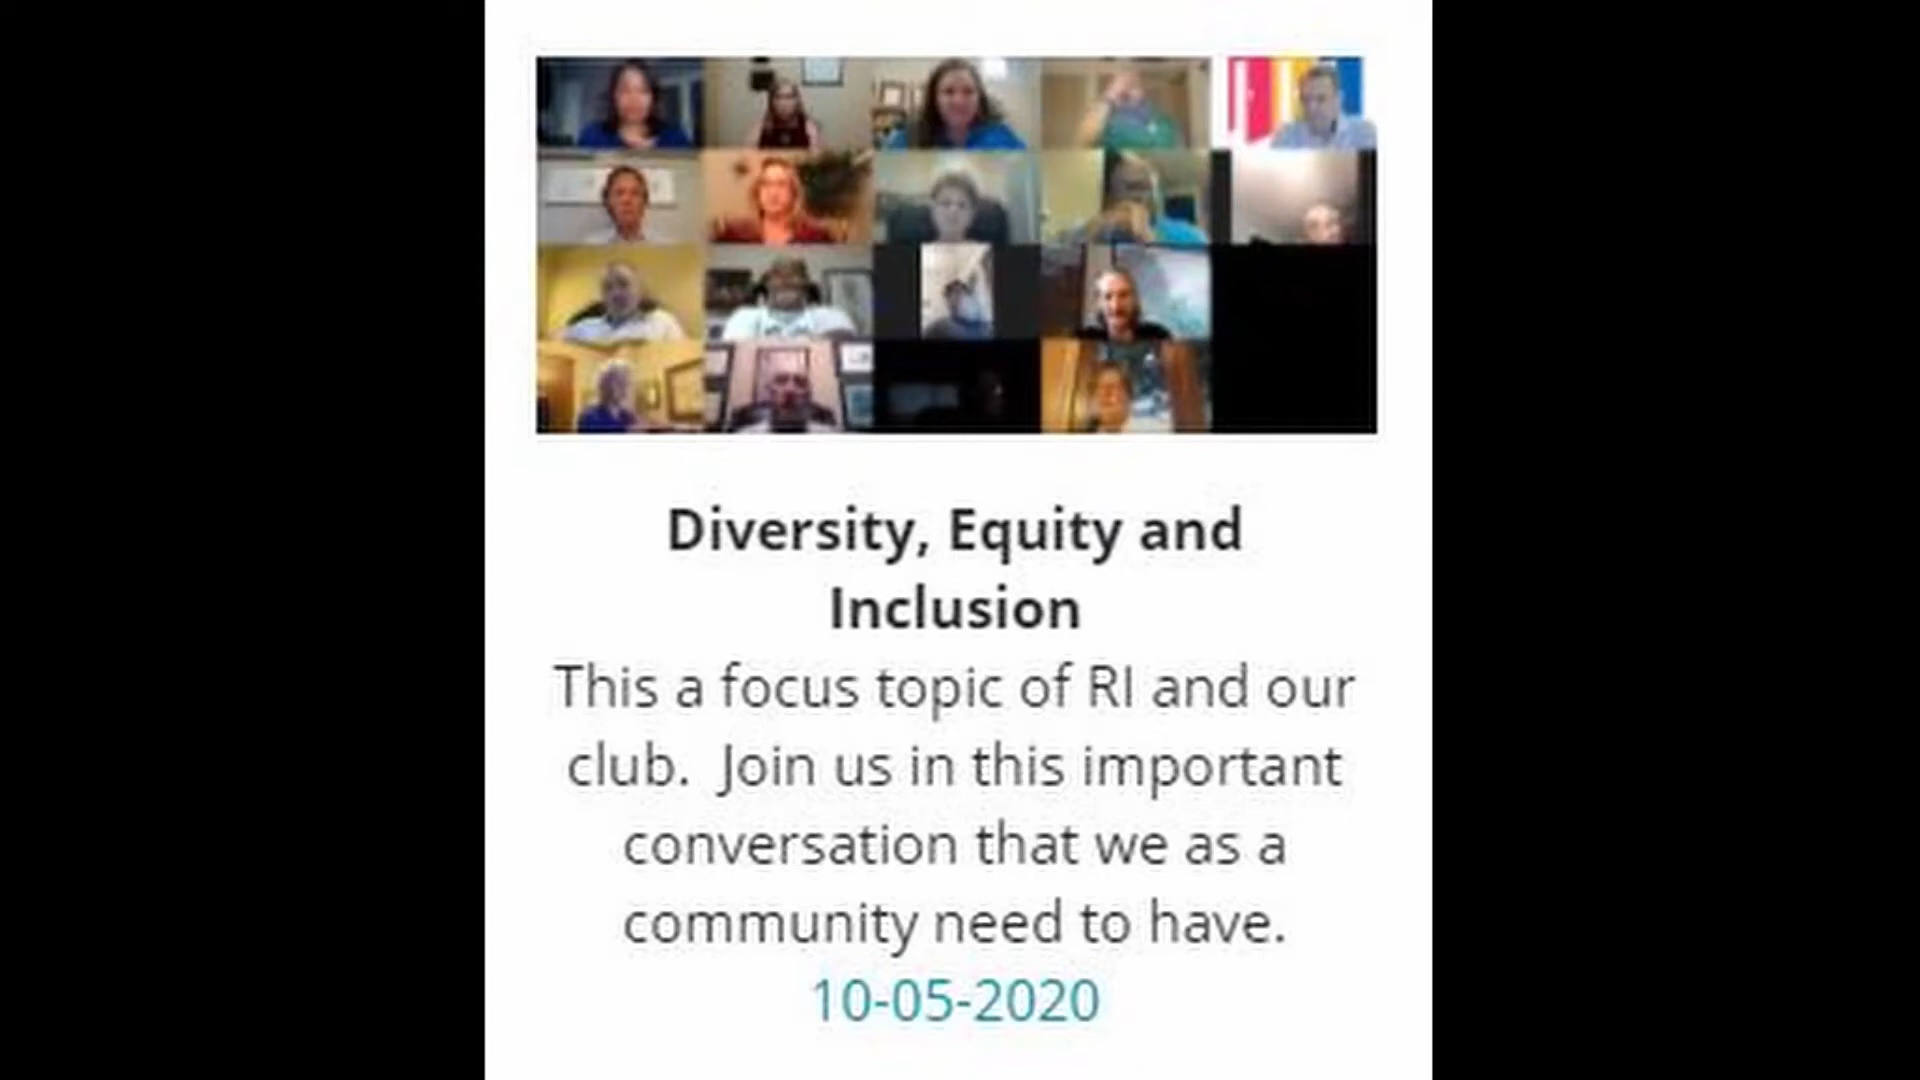 Diversity, Equity and
Inclusion
This a focus topic of RI and our
club.  Join us in this important
conversation that we as a
community need to have.
10-05-2020